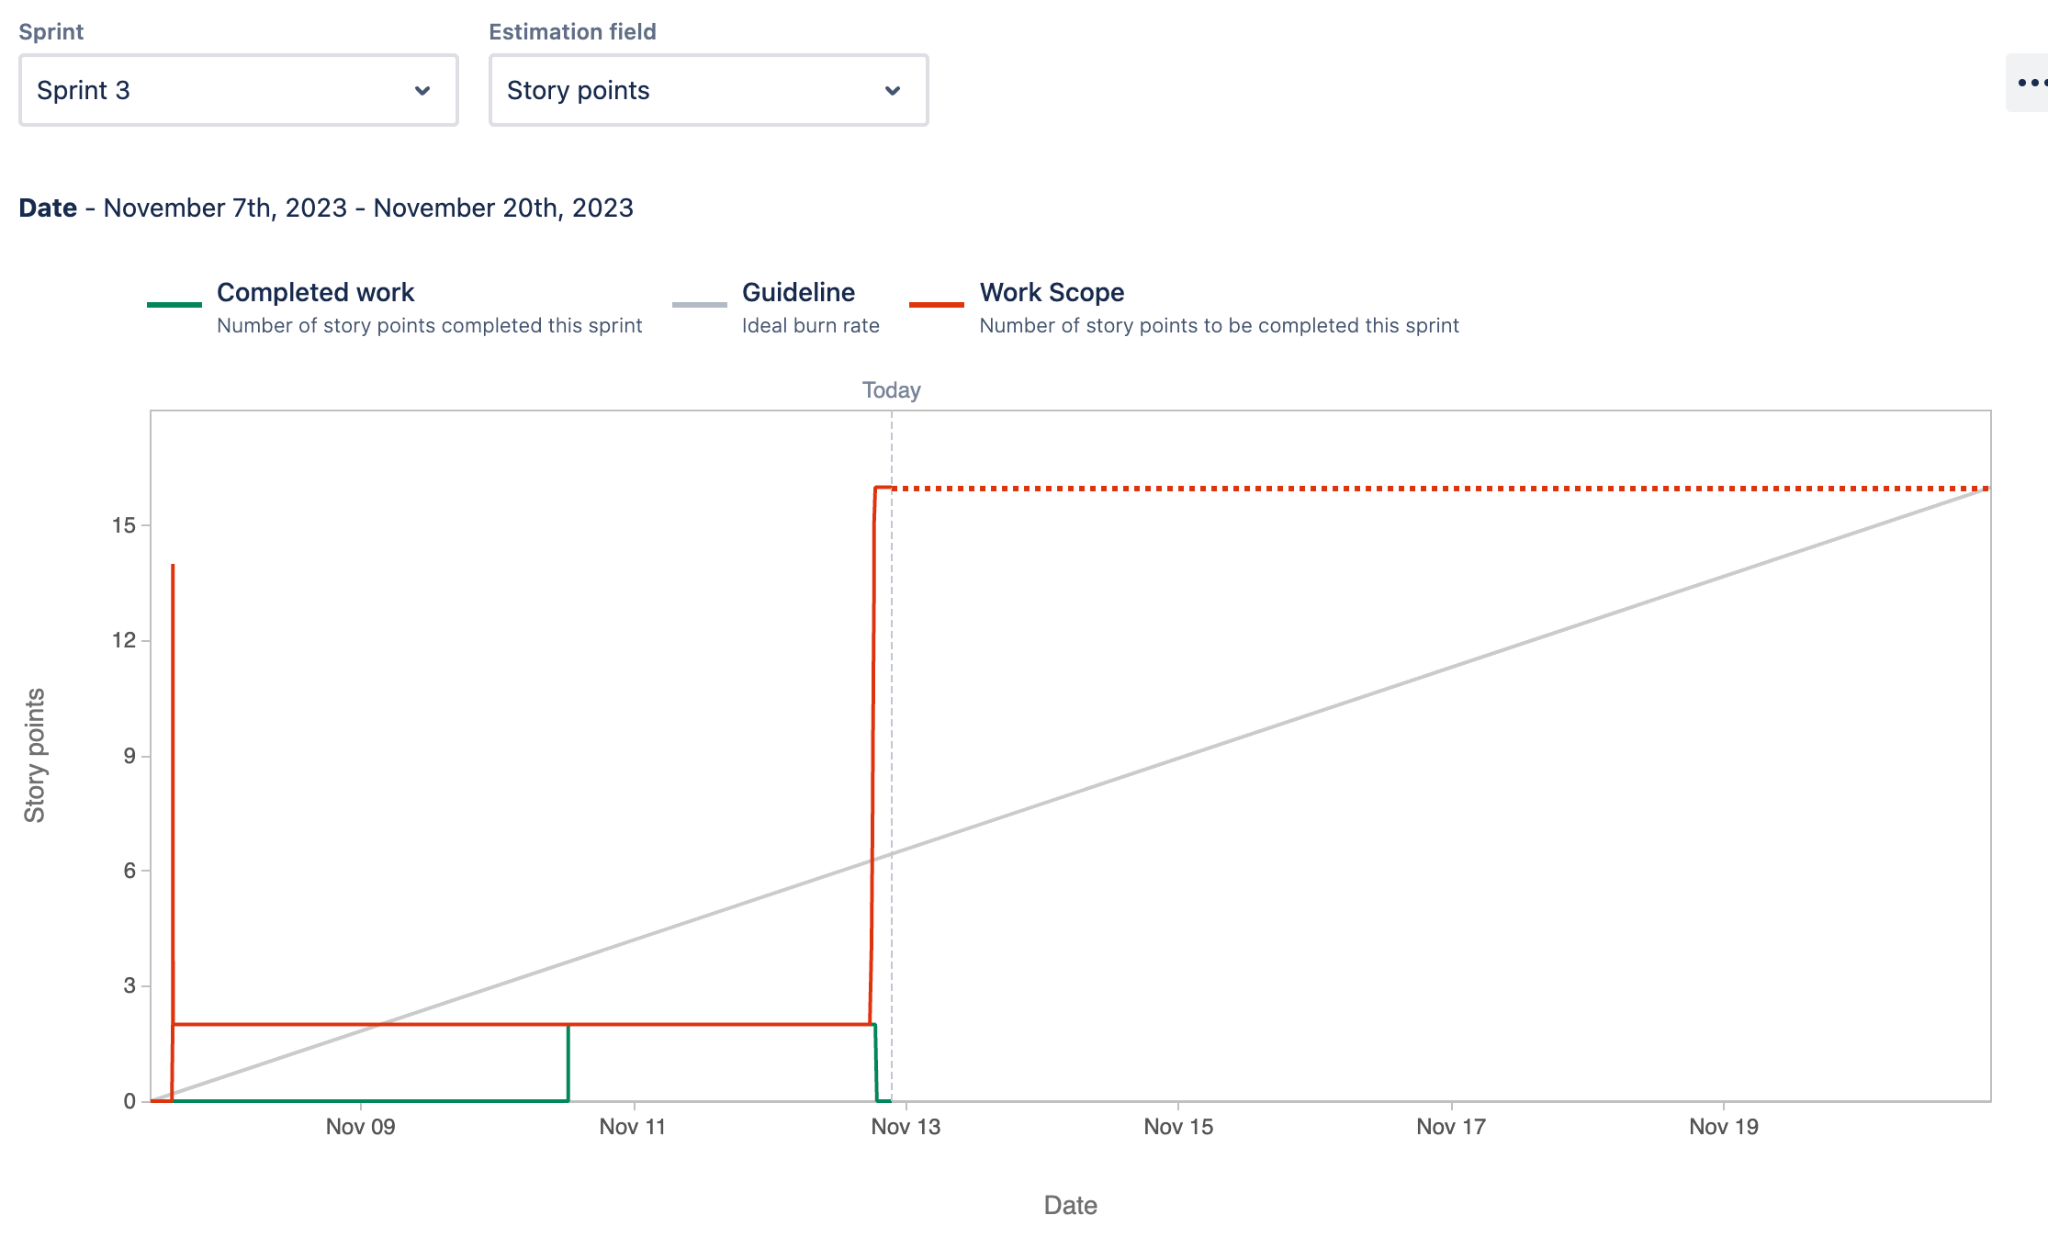 Sprint
Estimation field
Sprint 3
Story points
Date - November 7th, 2023 - November 20th, 2023
Completed work
Number of story points completed this sprint
Guideline
Ideal burn rate
Work Scope
Number of story points to be completed this sprint
Today
15
12
9
6
3
0
Story points
Nov 09
Nov 11
Nov 13
Nov 15
Nov 17
Nov 19
Date